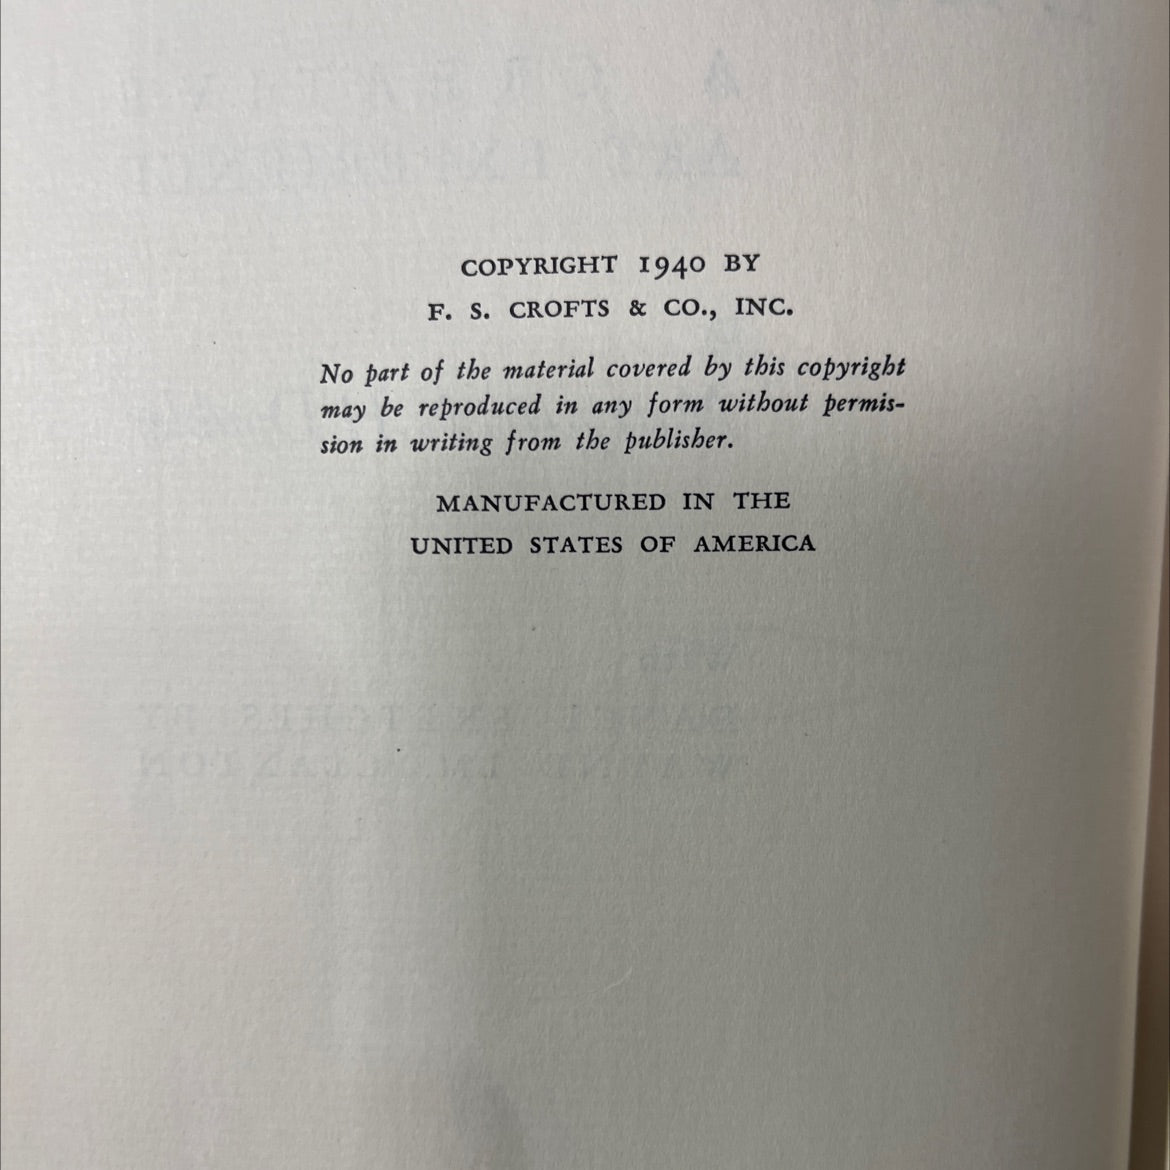 COPYRIGHT 1940 BY
F. S. CROFTS & CO., INC.
No part of the material covered by this copyright
may be reproduced in any form without permis-
sion in writing from the publisher.
MANUFACTURED IN THE
UNITED STATES OF AMERICA